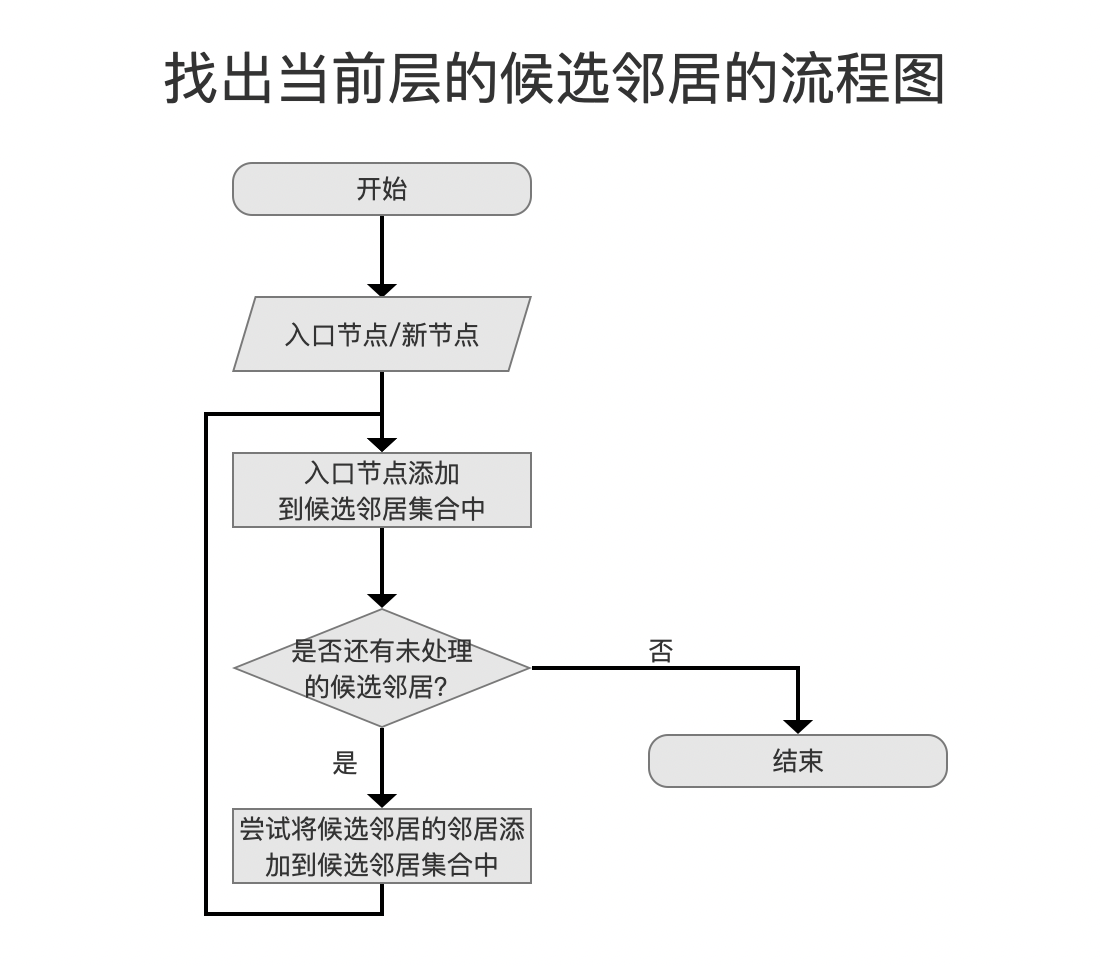 找出当前层的候选邻居的流程图
开始
入口节点/新节点
入口节点添加
到候选邻居集合中
是否还有未处理
的候选邻居?
否
结束
是
尝试将候选邻居的邻居添
加到候选邻居集合中